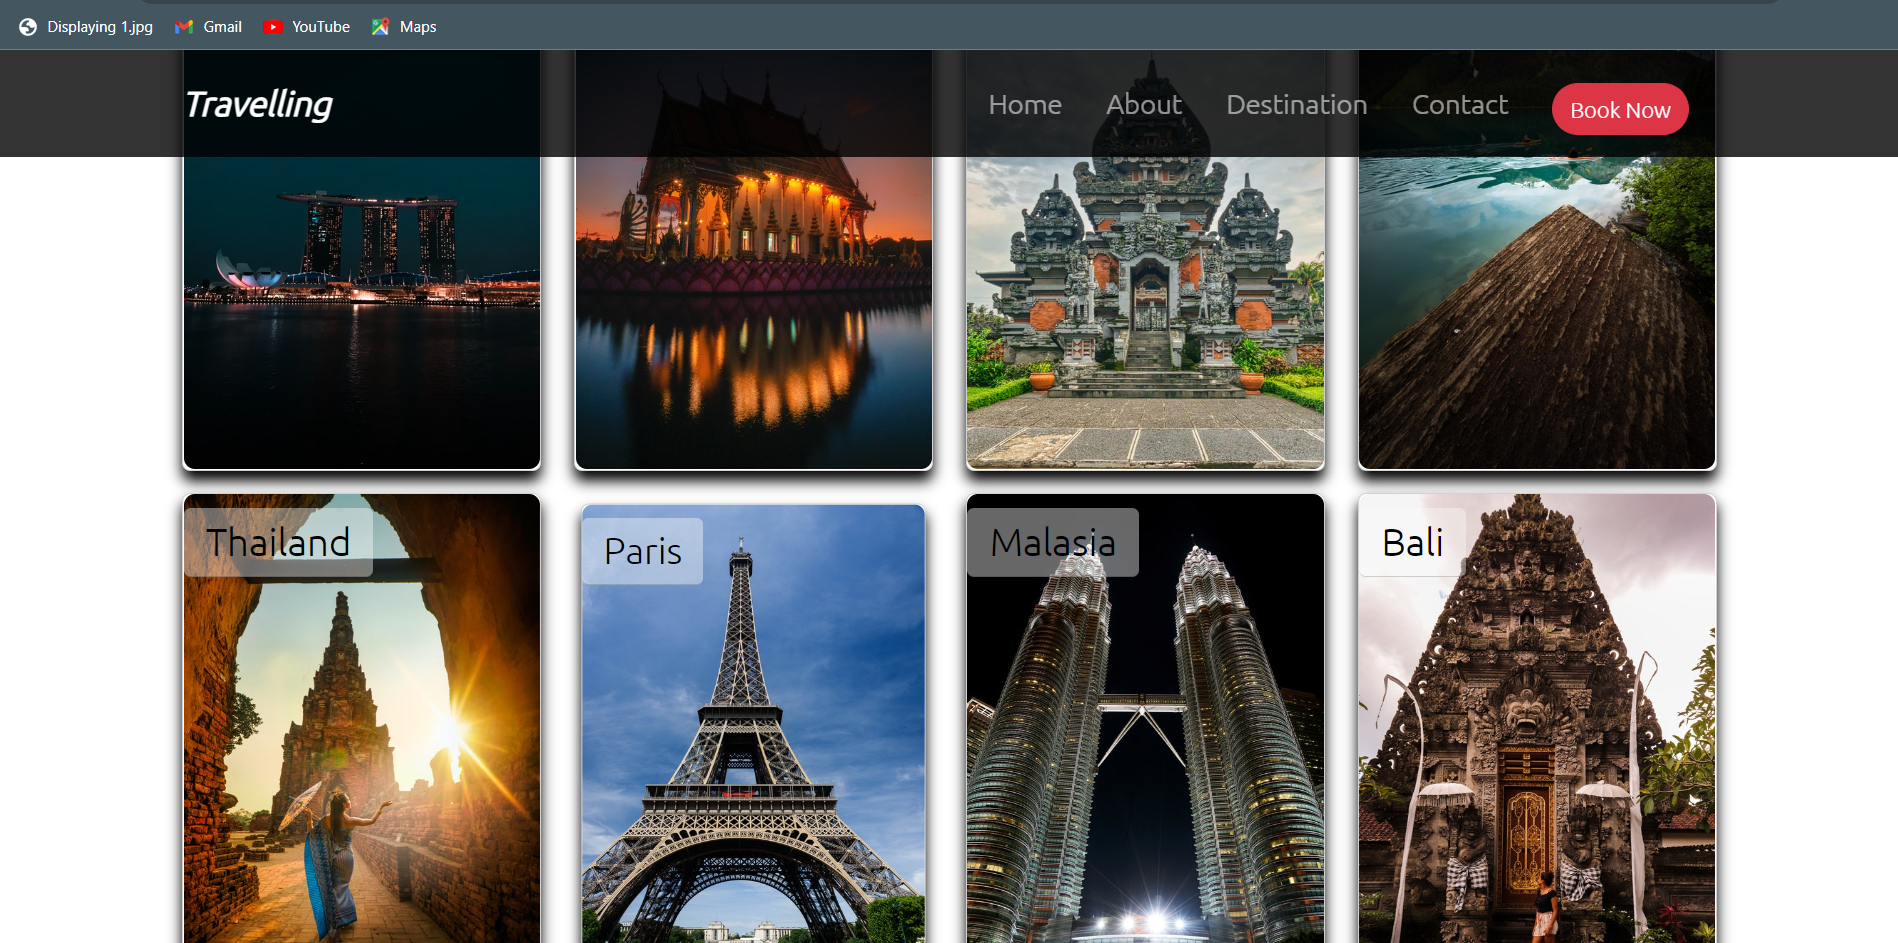 Displaying 1.jpg Gmail YouTube Maps
Travelling Home About Destination Contact Book Now
Thailand Paris Malasia Bali